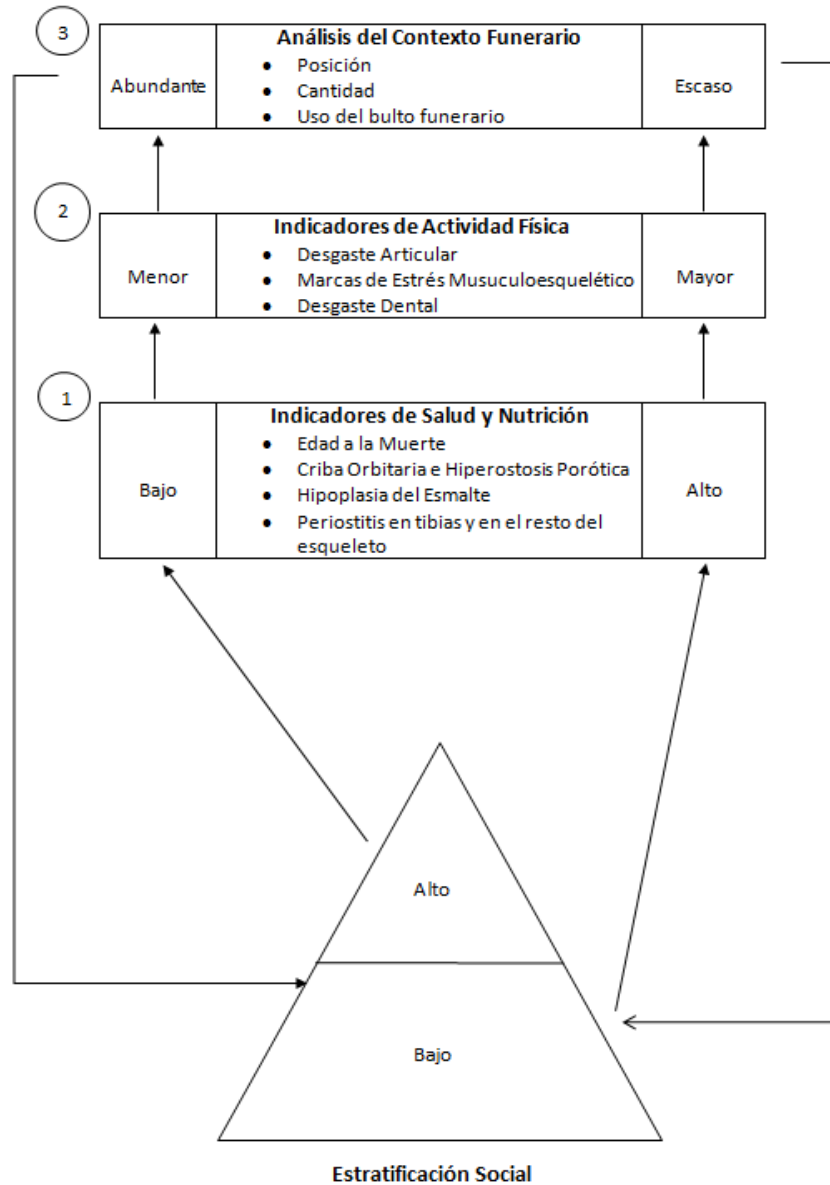 3
Análisis del Contexto Funerario
Abundante
• Posición
• Cantidad
• Uso del bulto funerario
Escaso
2
Indicadores de Actividad Física
Menor
• Desgaste Articular
• Marcas de Estrés Musuculoesquelético
• Desgaste Dental
Mayor
1
Indicadores de Salud y Nutrición
Bajo
• Edad a la Muerte
• Criba Orbitaria e Hiperostosis Porótica
• Hipoplasia del Esmalte
• Periostitis en tibias y en el resto del
esqueleto
Alto
Alto
Bajo
Estratificación Social